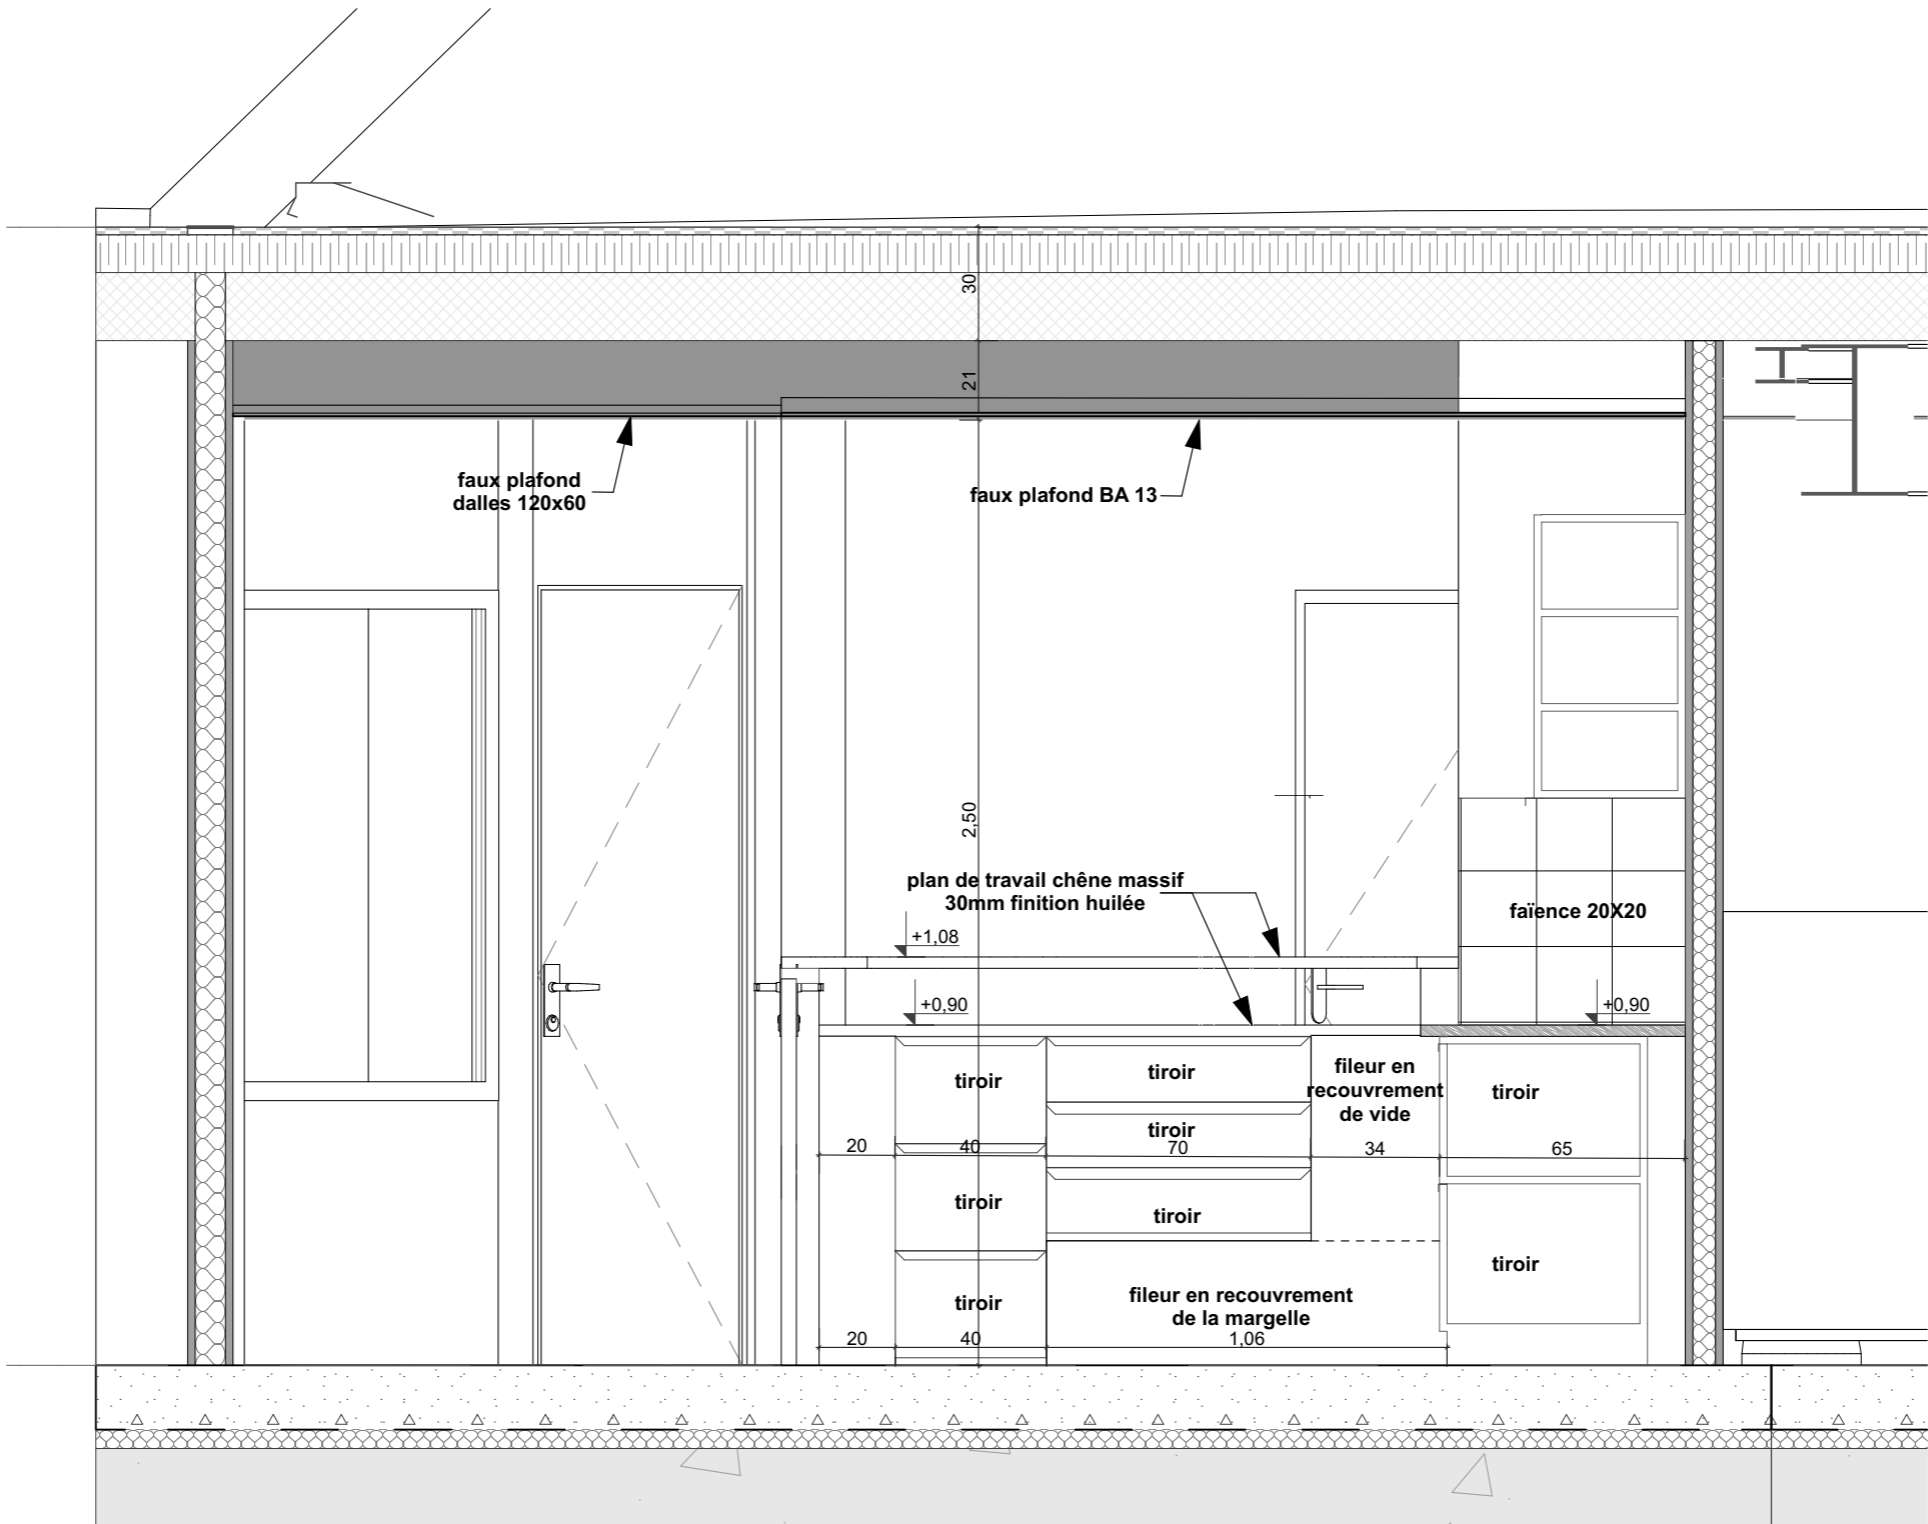 30
21
faux plafond
dalles 120x60
faux plafond BA 13
2,50
plan de travail chêne massif
30mm finition huilée
faïence 20X20
+1,08
+0,90
+0,90
tiroir
tiroir
fileur en
recouvrement
de vide
tiroir
tiroir
20
40
70
34
65
tiroir
tiroir
tiroir
tiroir
fileur en recouvrement
de la margelle
20
40
1,06